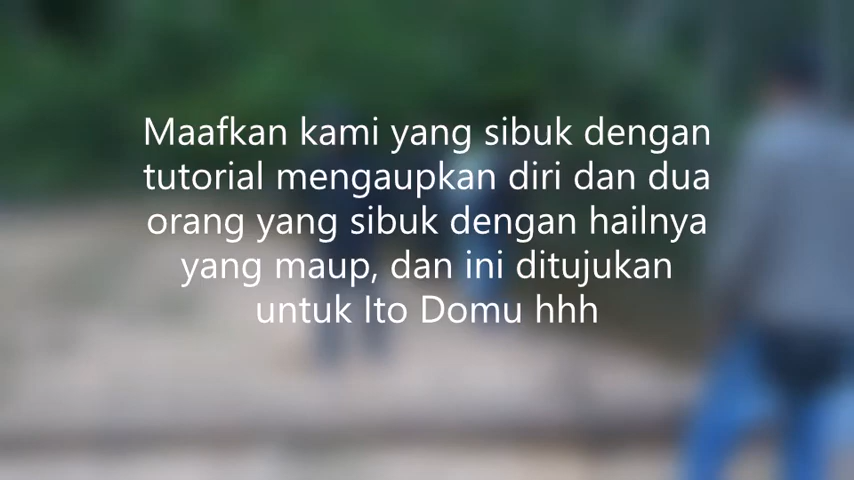 Maafkan kami yang sibuk dengan
tutorial mengaupkan diri dan dua
orang yang sibuk dengan hailnya
yang maup, dan ini ditujukan
untuk Ito Domu hhh